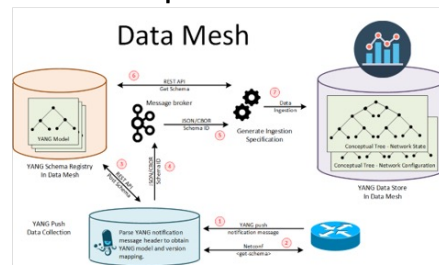 Data Mesh
6
REST API
Get Schema
Message broker
7
Data
Ingestion
YANG Model
JSON/CBOR
Schema ID
5
Generate Ingestion
Specification
Conceptual Tree - Network State
Conceptual Tree - Network Configuration
YANG Schema Registry
In Data Mesh
3
REST API
Post Schema
JSON/CBOR
Schema ID
4
YANG Data Store
In Data Mesh
YANG Push
Data Collection
Parse YANG notification
message header to obtain
YANG model and version
mapping.
1
YANG push
notification message
2
Netconf
<get-schema>